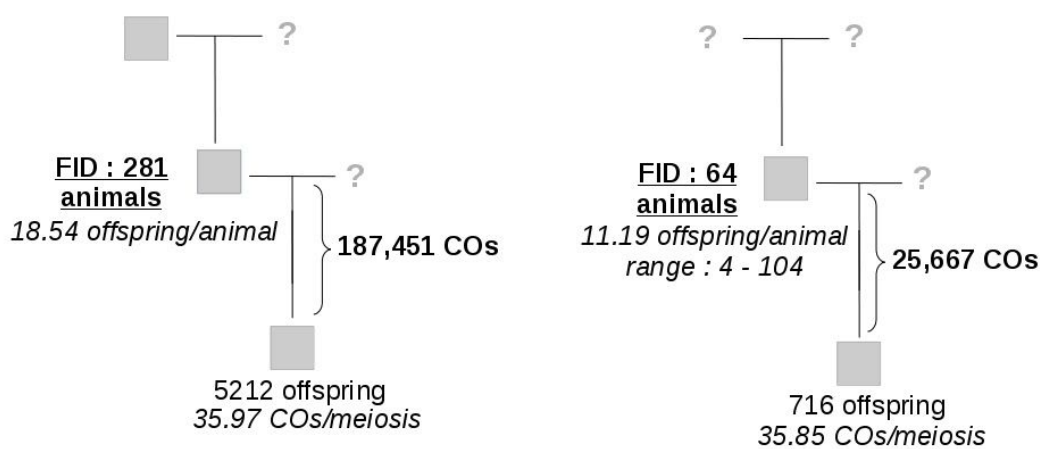 ?
FID : 281
animals
18.54 offspring/animal
?
187,451 COs
5212 offspring
35.97 COs/meiosis
?
?
FID : 64
animals
11.19 offspring/animal
range : 4 - 104
?
25,667 COs
716 offspring
35.85 COs/meiosis